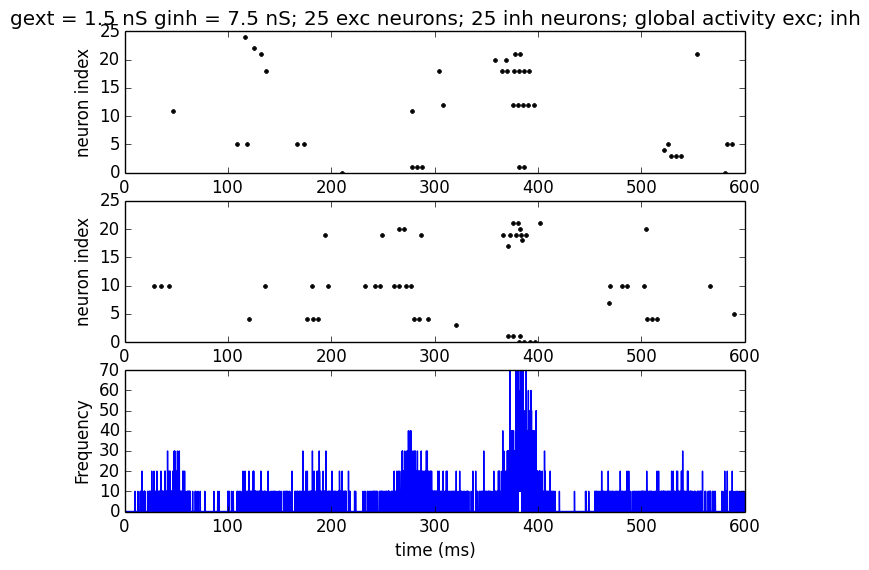 gext = 1.5 nS ginh = 7.5 nS; 25 exc neurons; 25 inh neurons; global activity exc; inh
25
20
15
10
5
0
neuron index
0 100 200 300 400 500 600
25
20
15
10
5
0
neuron index
0 100 200 300 400 500 600
70
60
50
40
30
20
10
0
Frequency
0 100 200 300 400 500 600
time (ms)